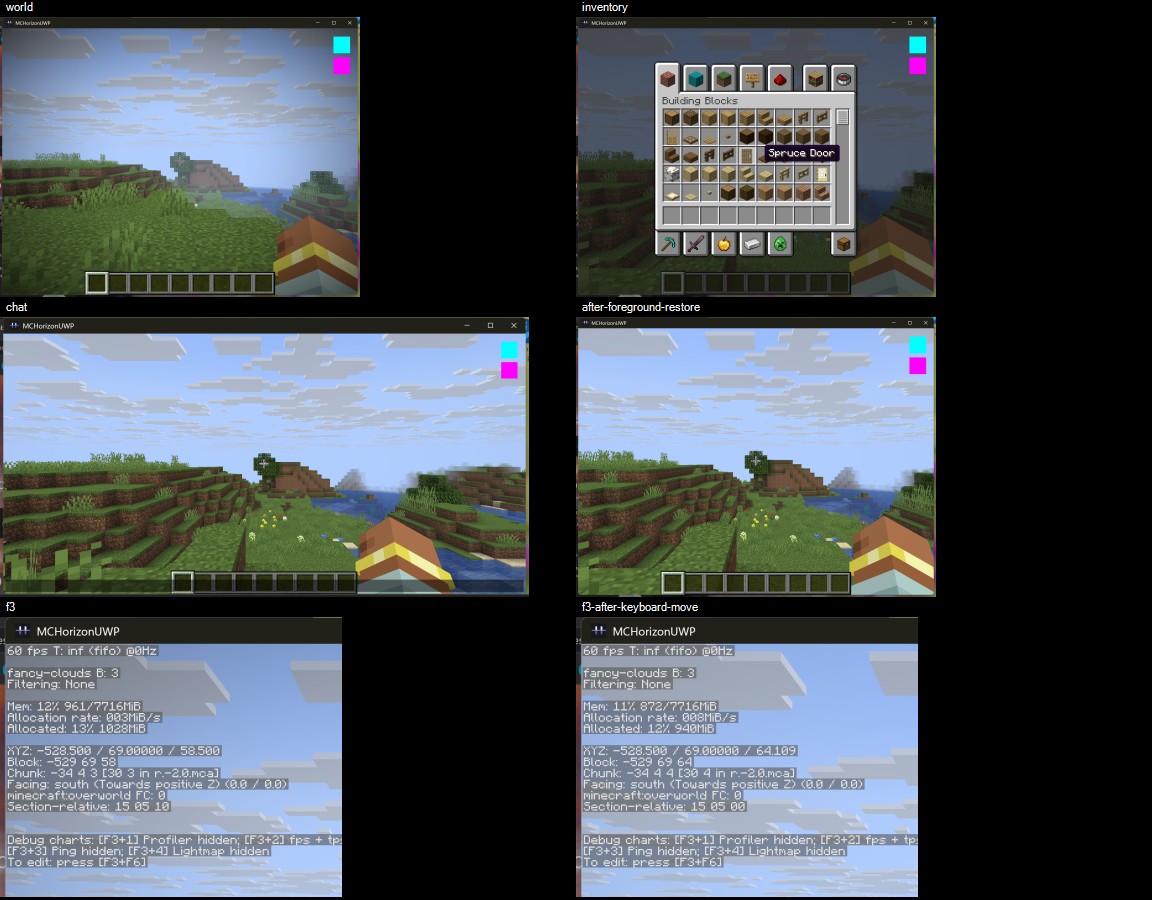 world
MCHorizonUWP
inventory
MCHorizonUWP
Building Blocks
Spruce Door
chat
MCHorizonUWP
after-foreground-restore
MCHorizonUWP
f3
MCHorizonUWP
60 fps T: inf (fifo) @0Hz
fancy-clouds B: 3
Filtering: None
Mem: 12% 961/7716MiB
Allocation rate: 003MiB/s
Allocated: 13% 1028MiB
XYZ: -528.500 / 69.00000 / 58.500
Block: -529 69 58
Chunk: -34 4 3 [30 3 in r.-2.0.mca]
Facing: south (Towards positive Z) (0.0 / 0.0)
minecraft:overworld FC: 0
Section-relative: 15 05 10
Debug charts: [F3+1] Profiler hidden; [F3+2] fps + tp
[F3+3] Ping hidden; [F3+4] Lightmap hidden
To edit: press [F3+F6]
f3-after-keyboard-move
MCHorizonUWP
60 fps T: inf (fifo) @0Hz
fancy-clouds B: 3
Filtering: None
Mem: 11% 872/7716MiB
Allocation rate: 008MiB/s
Allocated: 12% 940MiB
XYZ: -528.500 / 69.00000 / 64.109
Block: -529 69 64
Chunk: -34 4 4 [30 4 in r.-2.0.mca]
Facing: south (Towards positive Z) (0.0 / 0.0)
minecraft:overworld FC: 0
Section-relative: 15 05 00
Debug charts: [F3+1] Profiler hidden; [F3+2] fps + tp
[F3+3] Ping hidden; [F3+4] Lightmap hidden
To edit: press [F3+F6]